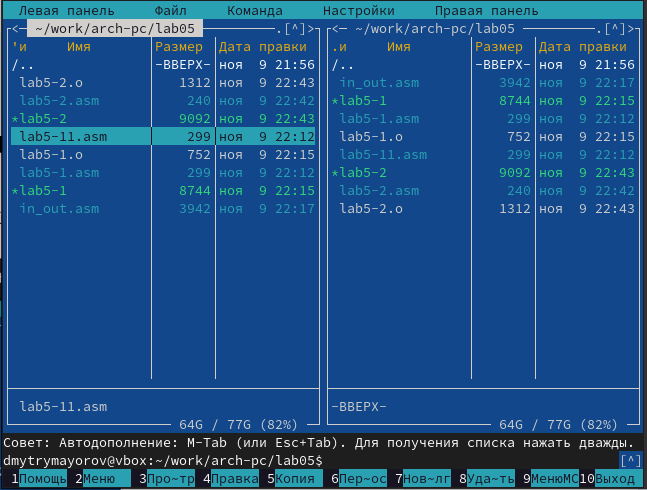 Левая панель Файл Команда Настройки Правая панель
<─ ~/work/arch-pc/lab05 ─.[^]> <─ ~/work/arch-pc/lab05 ─.[^]>
'и Имя Размер Дата правки .и Имя Размер Дата правки
/.. -ВВЕРХ- ноя 9 21:56 /.. -ВВЕРХ- ноя 9 21:56
lab5-2.o 1312 ноя 9 22:43 in_out.asm 3942 ноя 9 22:17
lab5-2.asm 240 ноя 9 22:42 *lab5-1 8744 ноя 9 22:15
*lab5-2 9092 ноя 9 22:43 lab5-1.asm 299 ноя 9 22:12
lab5-11.asm 299 ноя 9 22:12 lab5-1.o 752 ноя 9 22:15
lab5-1.o 752 ноя 9 22:15 lab5-11.asm 299 ноя 9 22:12
lab5-1.asm 299 ноя 9 22:12 *lab5-2 9092 ноя 9 22:43
*lab5-1 8744 ноя 9 22:15 lab5-2.asm 240 ноя 9 22:42
in_out.asm 3942 ноя 9 22:17 lab5-2.o 1312 ноя 9 22:43
lab5-11.asm -ВВЕРХ-
64G / 77G (82%) 64G / 77G (82%)
Совет: Автодополнение: M-Tab (или Esc+Tab). Для получения списка нажать дважды.
dmytrymayorov@vbox:~/work/arch-pc/lab05$ [^]
1Помощь 2Меню 3Про~тр 4Правка 5Копия 6Пер~ос 7Нов~лг 8Уда~ть 9МенюMC 10Выход